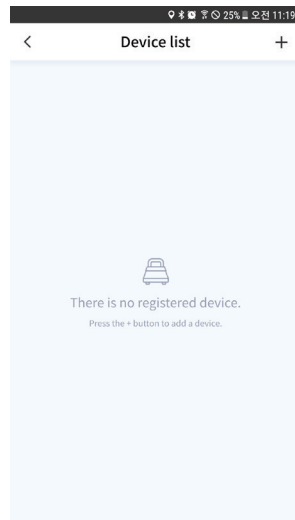 25% 오전 11:19
Device list
There is no registered device.
Press the + button to add a device.